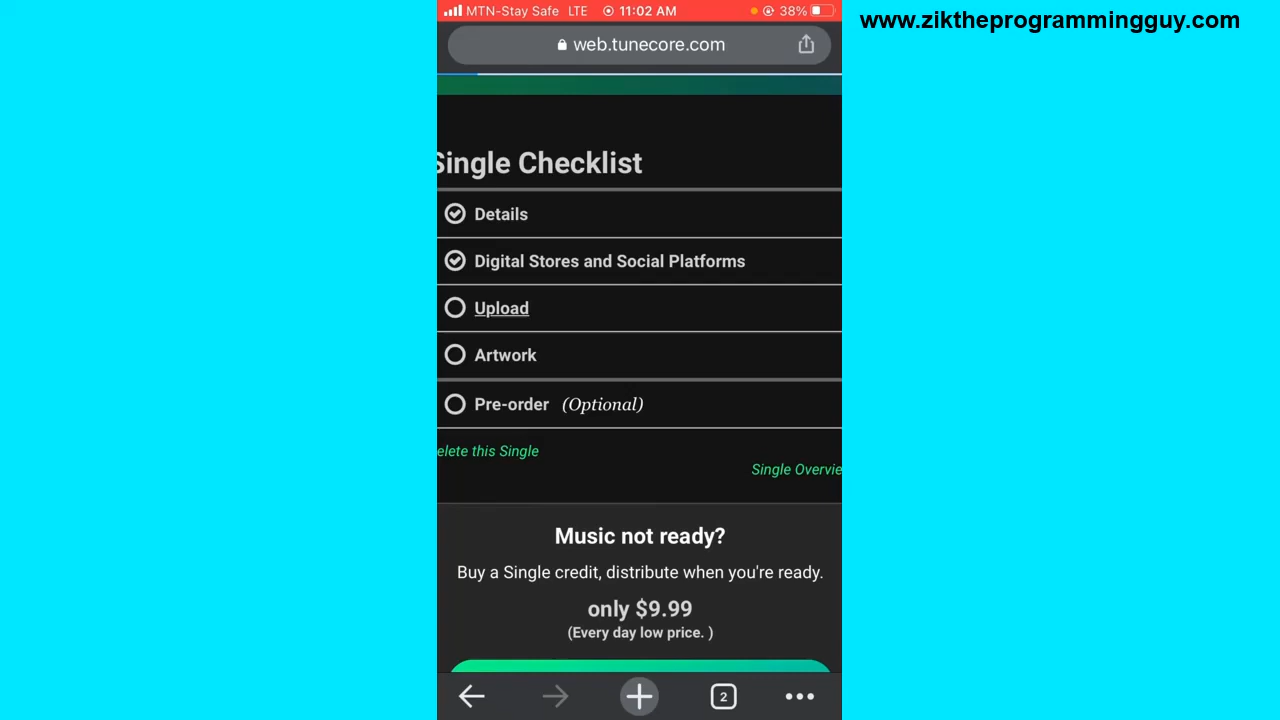 MTN-Stay Safe LTE 11:02 AM 38%
www.ziktheprogrammingguy.com
web.tunecore.com
Single Checklist
Details
Digital Stores and Social Platforms
Upload
Artwork
Pre-order (Optional)
elete this Single
Single Overvie
Music not ready?
Buy a Single credit, distribute when you're ready.
only $9.99
(Every day low price. )
2